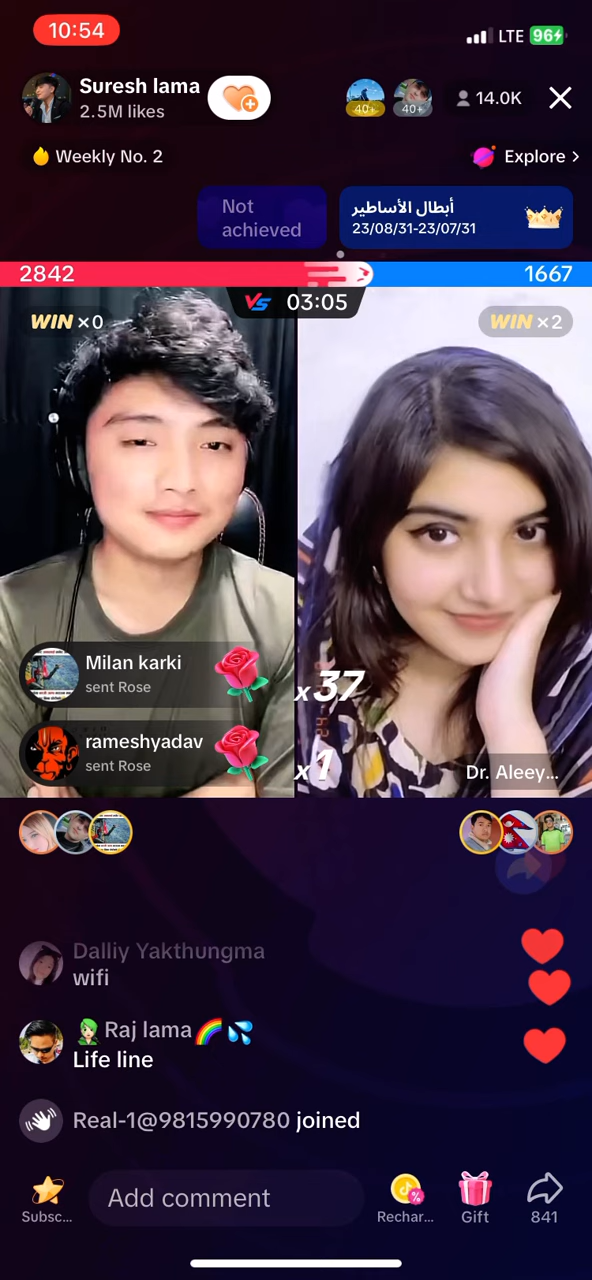 10:54
LTE 96
Suresh lama
2.5M likes
40+
40+
14.0K
Weekly No. 2
Explore >
Not
achieved
أبطال الأساطير
23/08/31-23/07/31
2842
1667
VS 03:05
WIN ×0
WIN ×2
Milan karki
sent Rose
x37
rameshyadav
sent Rose
x1
Dr. Aleey...
Dalliy Yakthungma
wifi
Raj lama
Life line
Real-1@9815990780 joined
Subsc...
Add comment
Rechar...
Gift
841